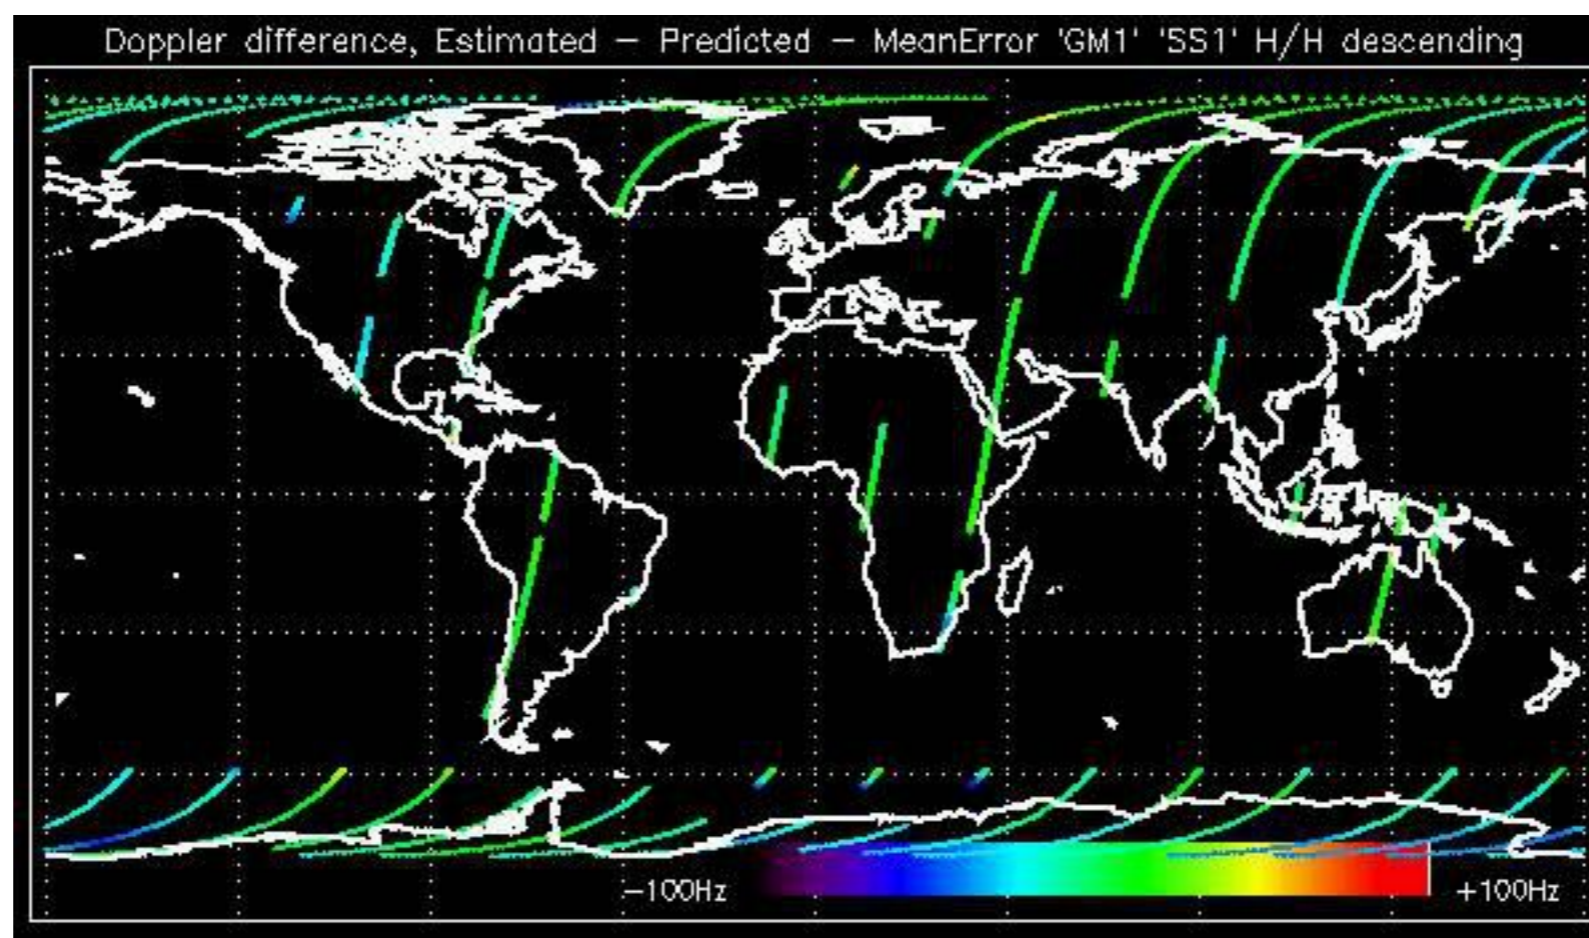 Doppler difference, Estimated – Predicted – MeanError 'GM1' 'SS1' H/H descending
–100Hz +100Hz